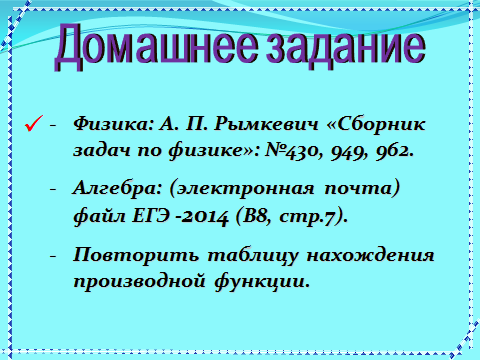 Домашнее задание
- Физика: А. П. Рымкевич «Сборник
задач по физике»: №430, 949, 962.
- Алгебра: (электронная почта)
файл ЕГЭ -2014 (В8, стр.7).
- Повторить таблицу нахождения
производной функции.